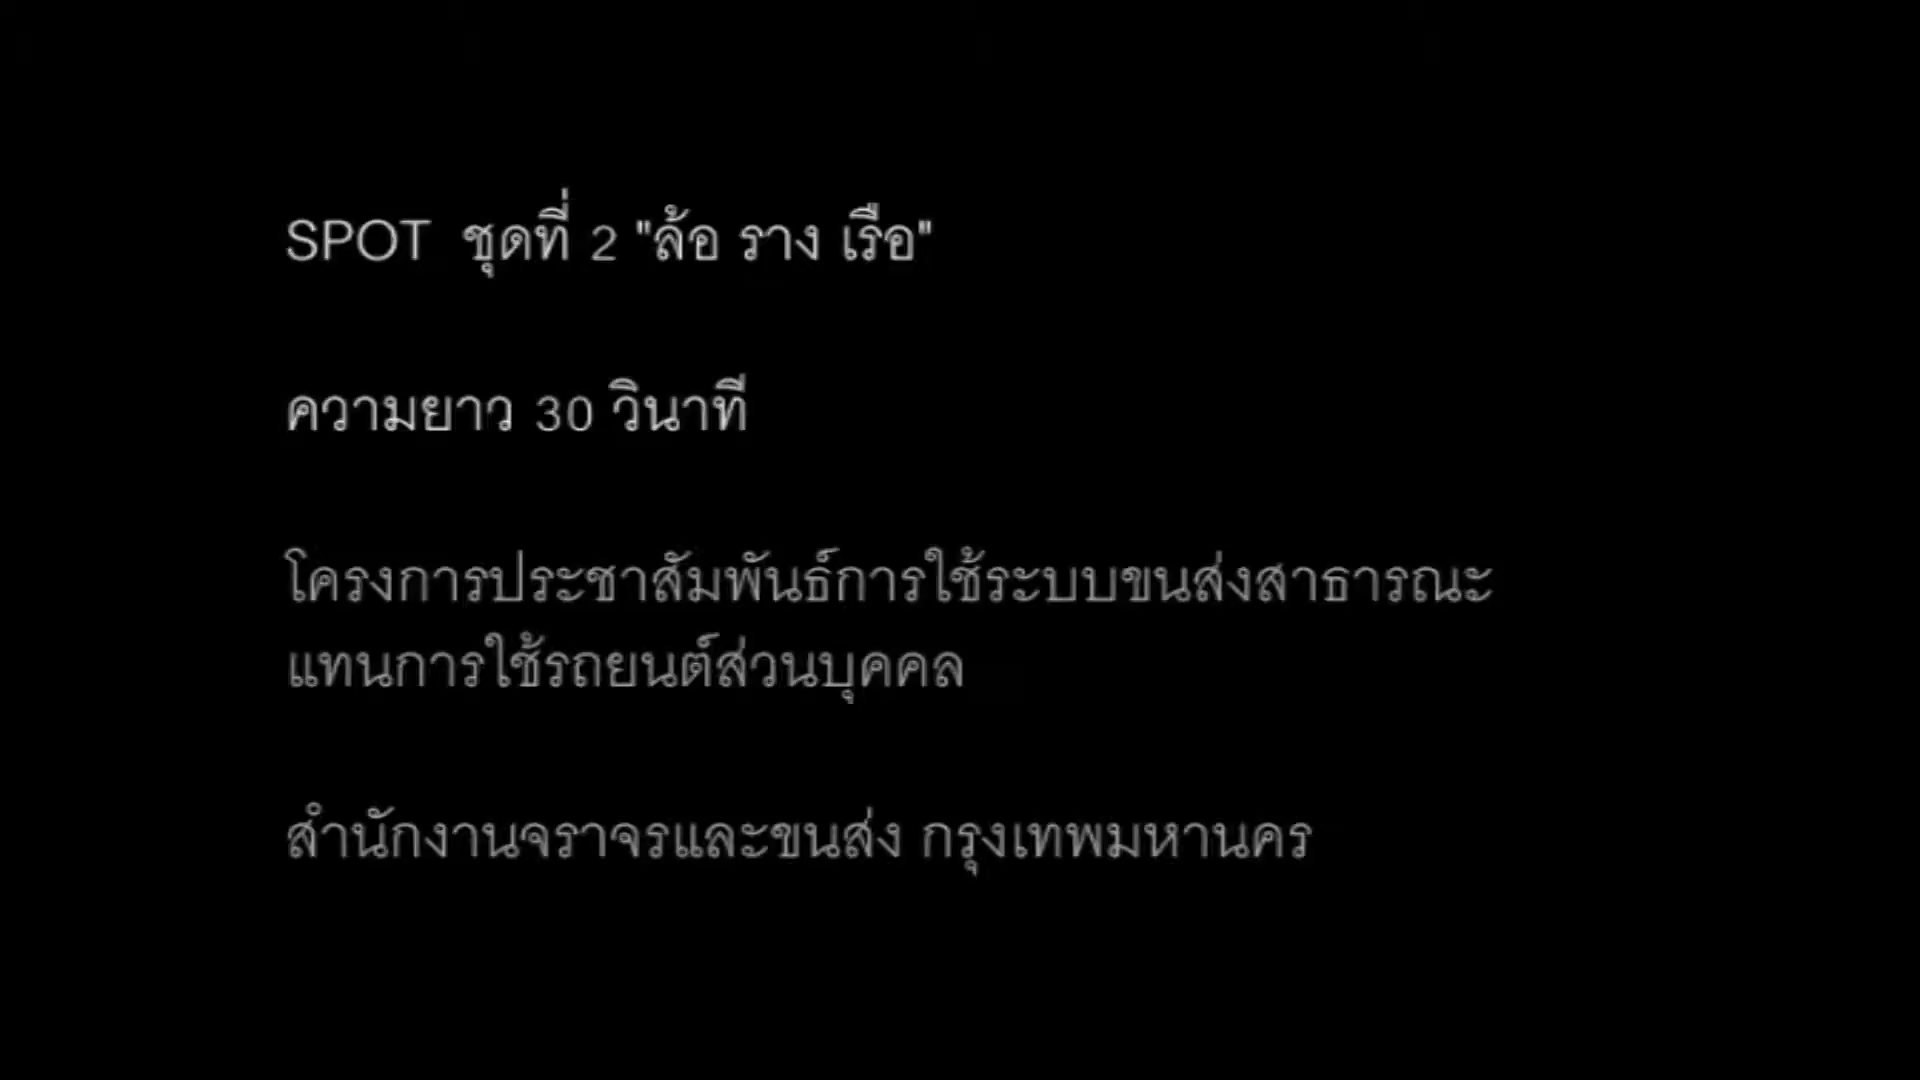 SPOT ชุดที่ 2 "ล้อ ราง เรือ"
ความยาว 30 วินาที
โครงการประชาสัมพันธ์การใช้ระบบขนส่งสาธารณะ
แทนการใช้รถยนต์ส่วนบุคคล
สำนักงานจราจรและขนส่ง กรุงเทพมหานคร